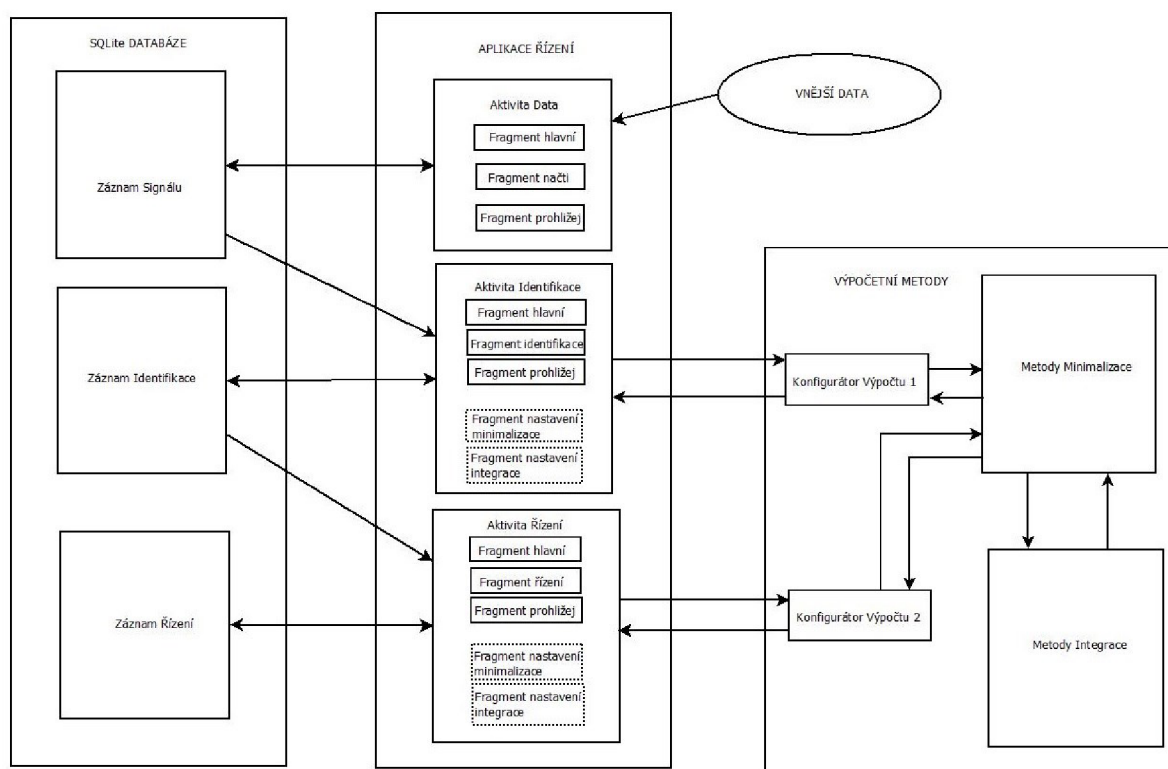 SQLite DATABÁZE
Záznam Signálu
Záznam Identifikace
Záznam Řízení
APLIKACE ŘÍZENÍ
Aktivita Data
Fragment hlavní
Fragment načti
Fragment prohlížej
Aktivita Identifikace
Fragment hlavní
Fragment identifikace
Fragment prohlížej
Fragment nastavení
minimalizace
Fragment nastavení
integrace
Aktivita Řízení
Fragment hlavní
Fragment řízení
Fragment prohlížej
Fragment nastavení
minimalizace
Fragment nastavení
integrace
VNĚJŠÍ DATA
VÝPOČETNÍ METODY
Konfigurátor Výpočtu 1
Metody Minimalizace
Konfigurátor Výpočtu 2
Metody Integrace